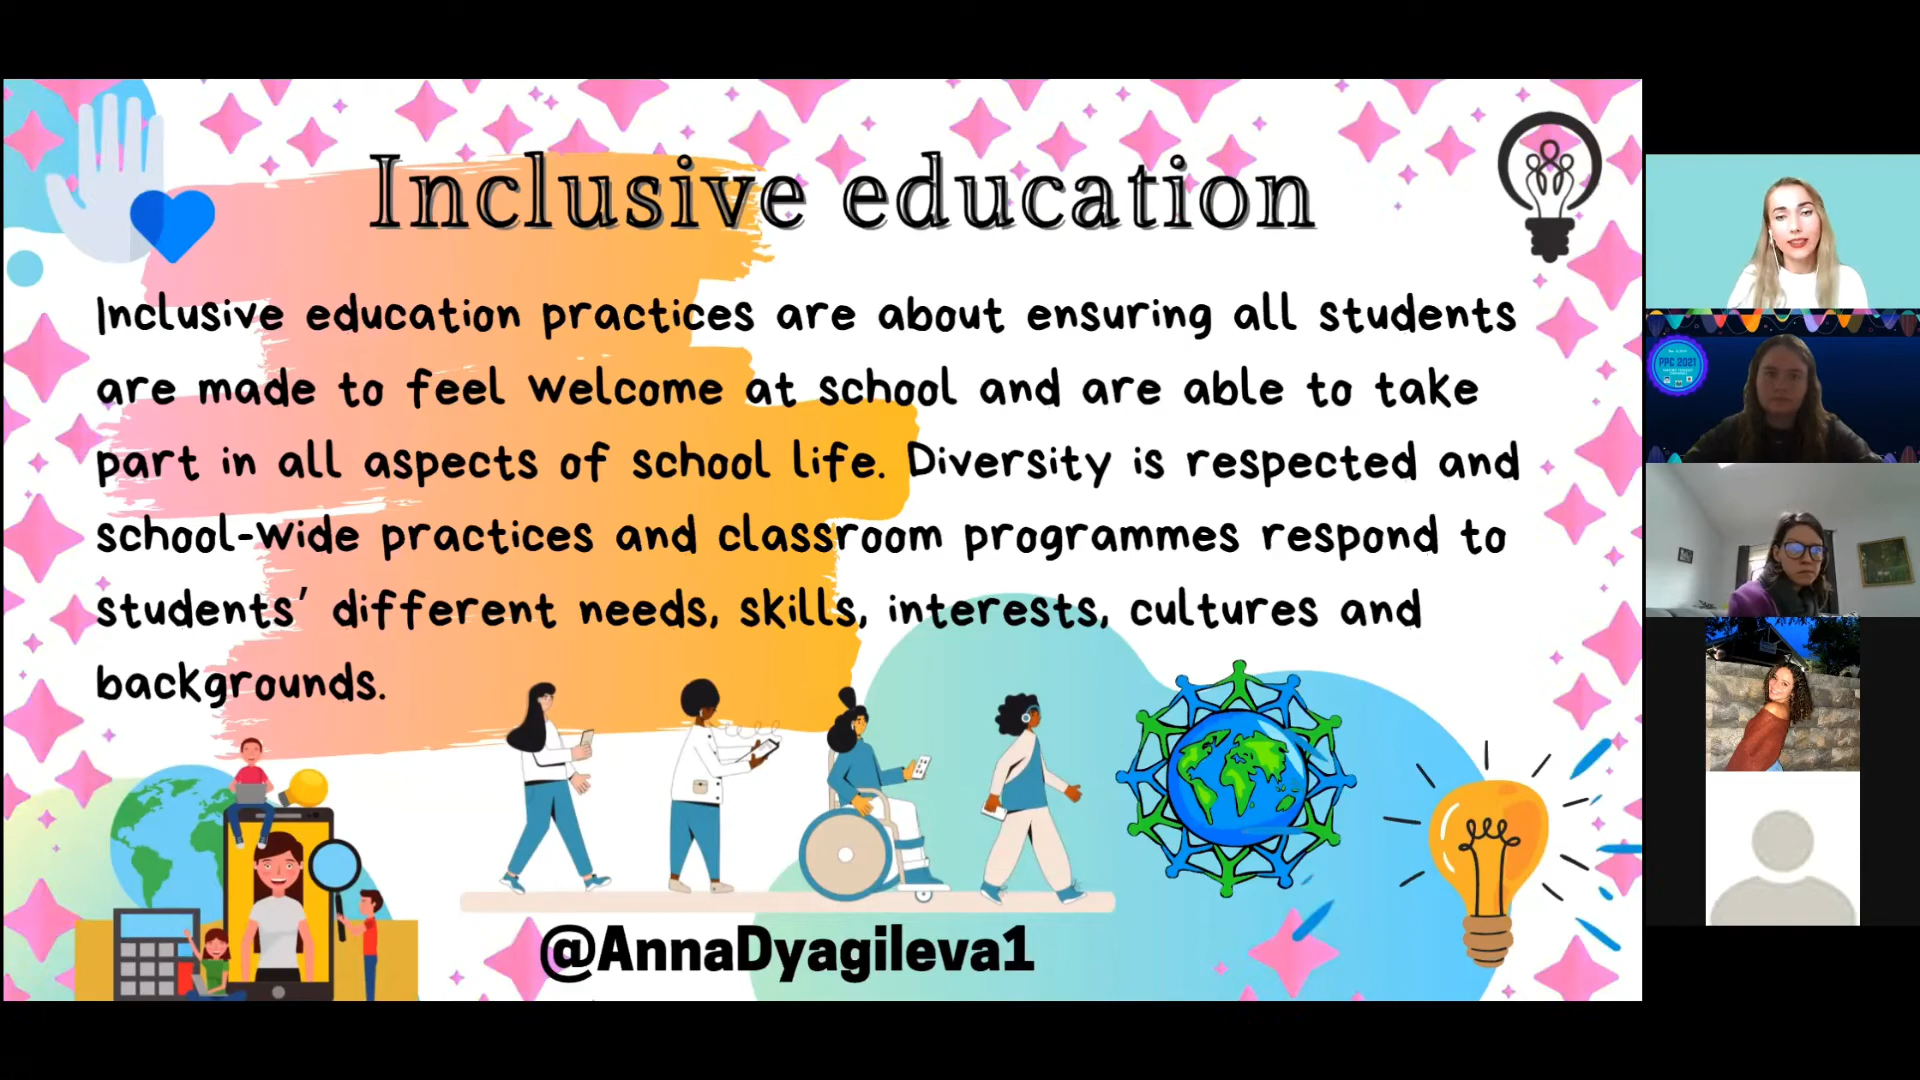 Inclusive education
Inclusive education practices are about ensuring all students
are made to feel welcome at school and are able to take
part in all aspects of school life. Diversity is respected and
school-wide practices and classroom programmes respond to
students' different needs, skills, interests, cultures and
backgrounds.
@AnnaDyagileva1
PPC 2021